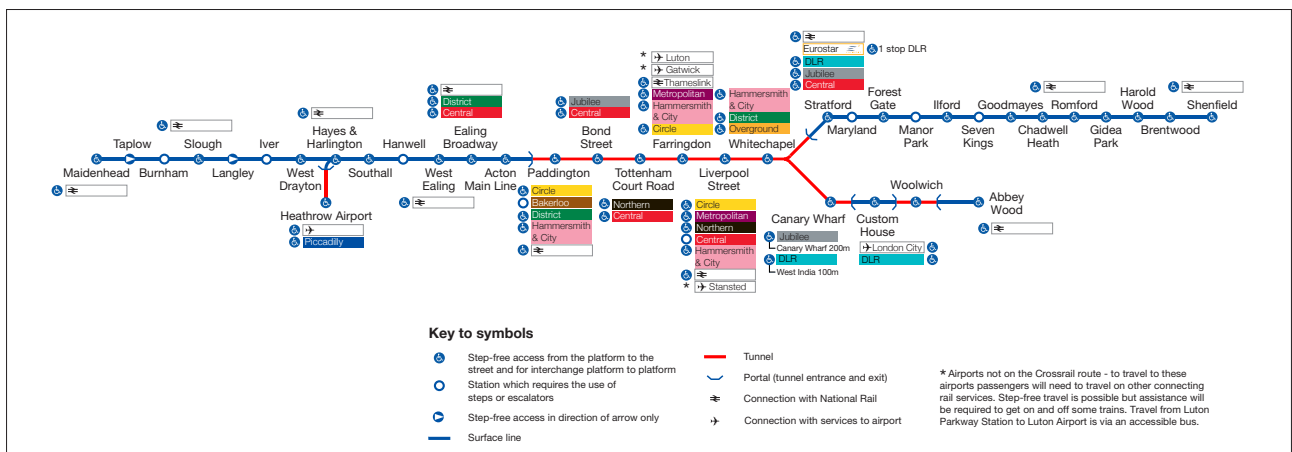 Luton
Gatwick
Thameslink
Metropolitan
Hammersmith
& City
Circle
Hammersmith
& City
District
Overground
Eurostar
1 stop DLR
DLR
Jubilee
Central
District
Central
Jubilee
Central
Taplow
Slough
Iver
Hayes &
Harlington
Hanwell
Ealing
Broadway
Bond
Street
Farringdon
Whitechapel
Stratford
Forest
Gate
Ilford
Goodmayes
Romford
Harold
Wood
Shenfield
Maryland
Manor
Park
Seven
Kings
Chadwell
Heath
Gidea
Park
Brentwood
Maidenhead
Burnham
Langley
West
Drayton
Southall
West
Ealing
Acton
Main Line
Paddington
Tottenham
Court Road
Liverpool
Street
Heathrow Airport
Piccadilly
Circle
Bakerloo
District
Hammersmith
& City
Northern
Central
Circle
Metropolitan
Northern
Central
Hammersmith
& City
* Stansted
Canary Wharf
Jubilee
Canary Wharf 200m
DLR
West India 100m
Custom
House
London City
DLR
Woolwich
Abbey
Wood
Key to symbols
Step-free access from the platform to the
street and for interchange platform to platform
Station which requires the use of
steps or escalators
Step-free access in direction of arrow only
Surface line
Tunnel
Portal (tunnel entrance and exit)
Connection with National Rail
Connection with services to airport
* Airports not on the Crossrail route - to travel to these
airports passengers will need to travel on other connecting
rail services. Step-free travel is possible but assistance will
be required to get on and off some trains. Travel from Luton
Parkway Station to Luton Airport is via an accessible bus.